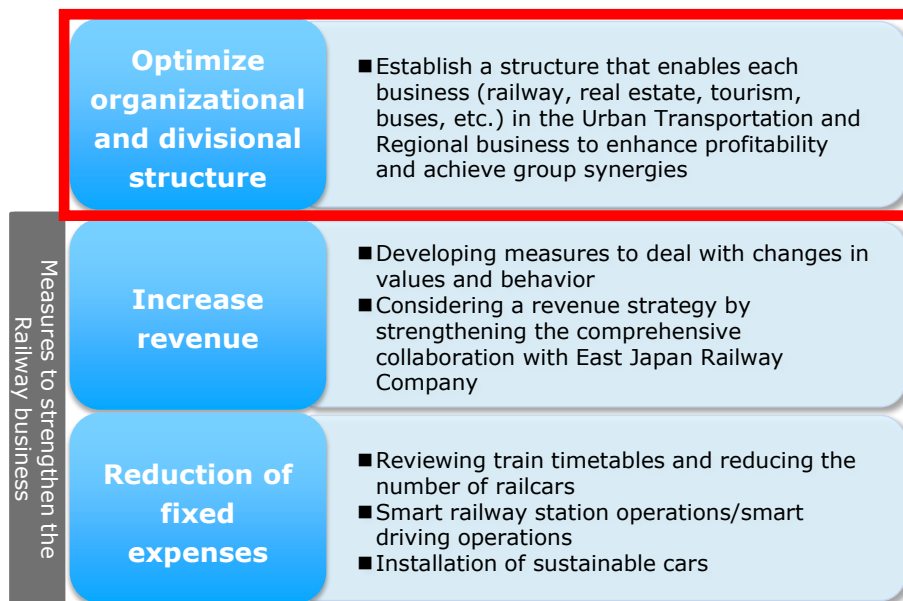 Optimize
organizational
and divisional
structure
■Establish a structure that enables each
business (railway, real estate, tourism,
buses, etc.) in the Urban Transportation and
Regional business to enhance profitability
and achieve group synergies
Measures to strengthen the
Railway business
Increase
revenue
■Developing measures to deal with changes in
values and behavior
■Considering a revenue strategy by
strengthening the comprehensive
collaboration with East Japan Railway
Company
Reduction of
fixed
expenses
■Reviewing train timetables and reducing the
number of railcars
■Smart railway station operations/smart
driving operations
■Installation of sustainable cars